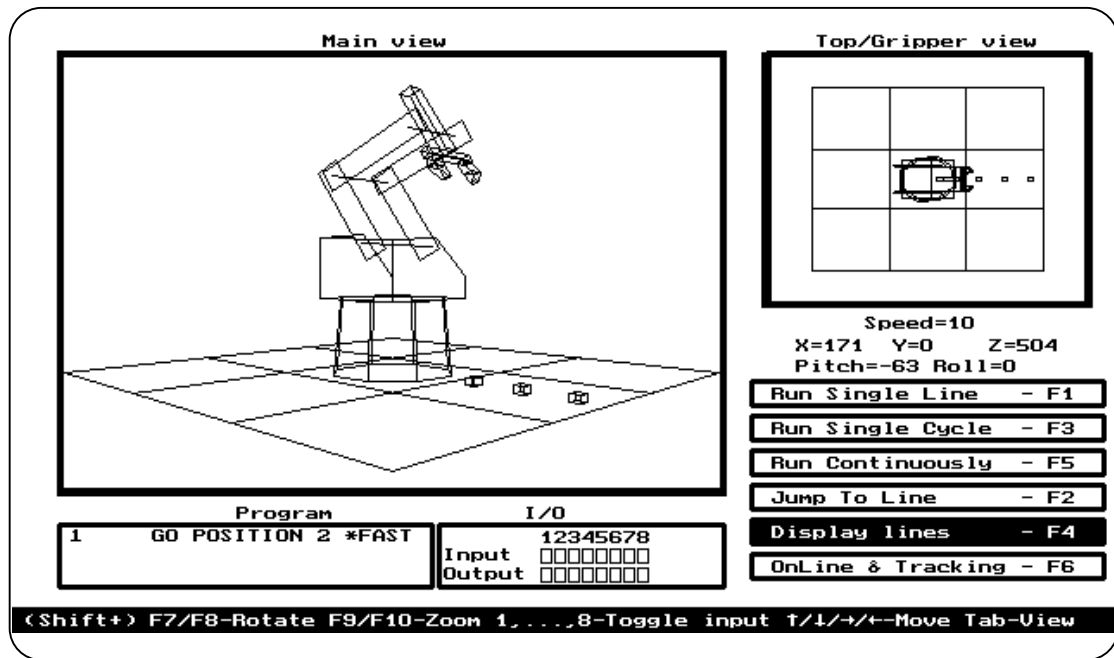 Main view
Top/Gripper view
Speed=10
X=171 Y=0 Z=504
Pitch=-63 Roll=0
Run Single Line - F1
Run Single Cycle - F3
Run Continuously - F5
Jump To Line - F2
Display lines - F4
OnLine & Tracking - F6
Program
1 GO POSITION 2 *FAST
I/O
12345678
Input
Output
(Shift+) F7/F8-Rotate F9/F10-Zoom 1,...,8-Toggle input ↑/↓/→/←-Move Tab-View